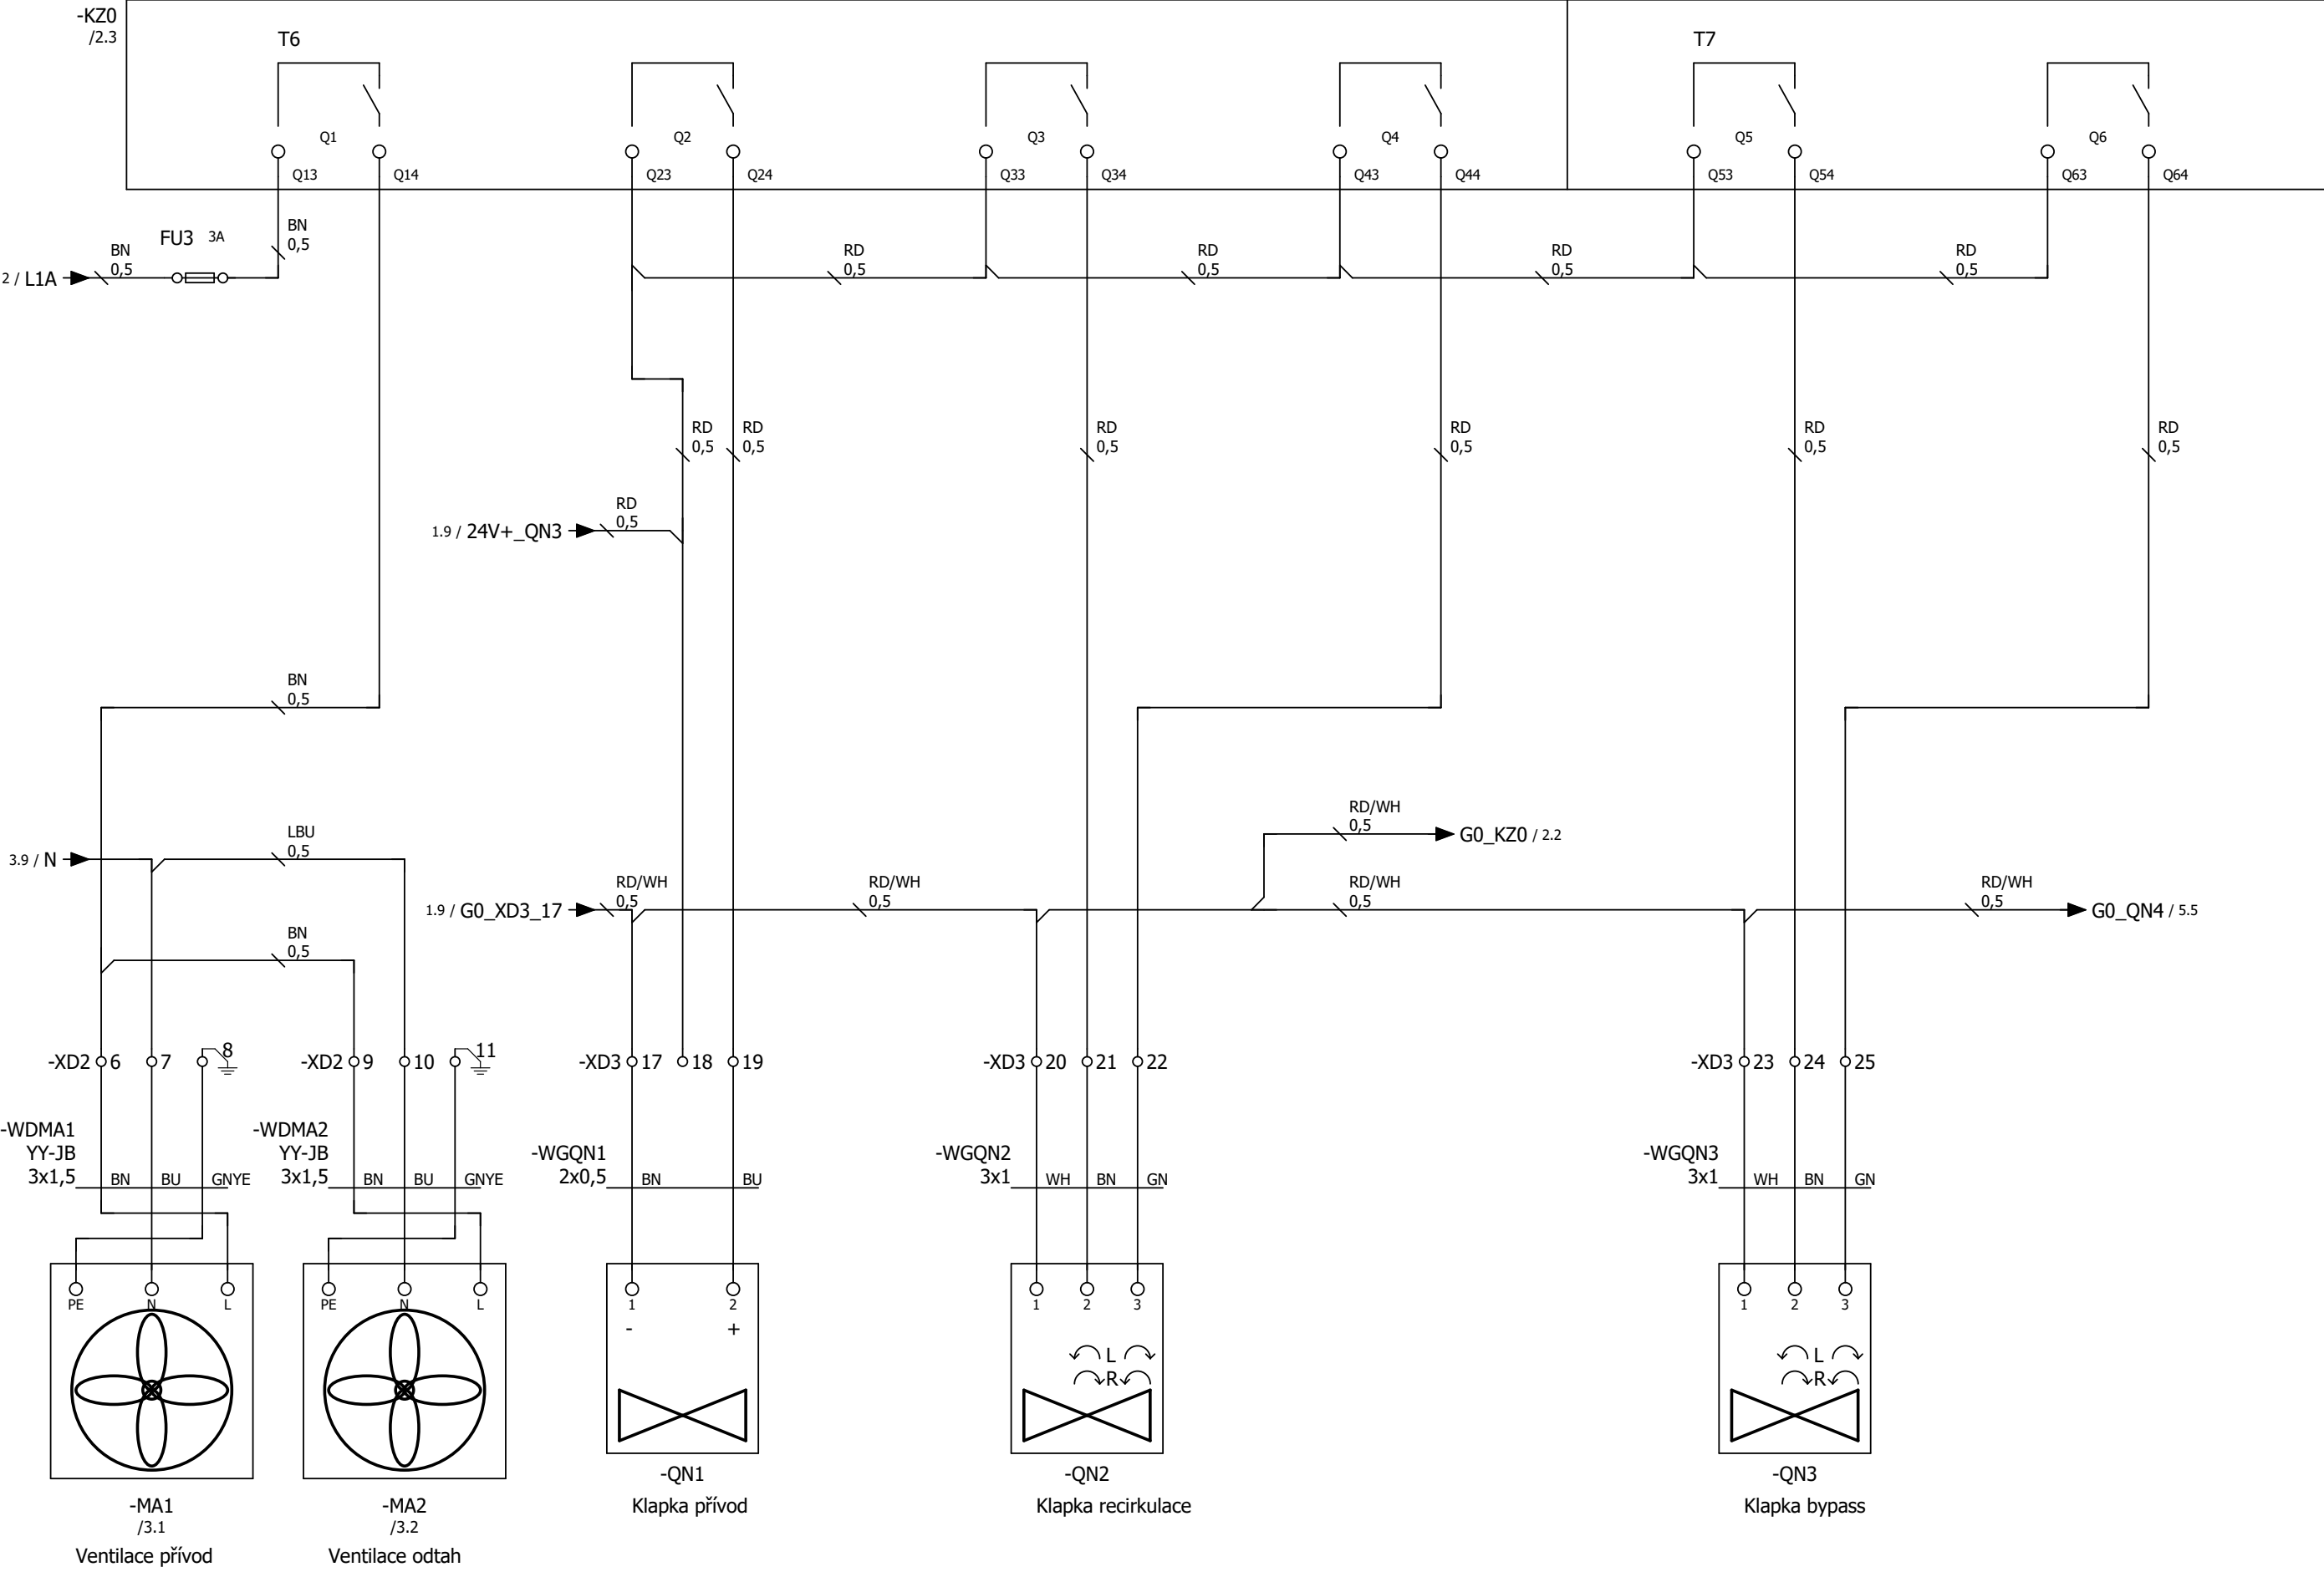 -KZ0
/2.3
T6
T7
Q1
Q2
Q3
Q4
Q5
Q6
Q13
Q14
Q23
Q24
Q33
Q34
Q43
Q44
Q53
Q54
Q63
Q64
BN
0,5
FU3 3A
BN
0,5
2 / L1A
RD
0,5
RD
0,5
RD
0,5
RD
0,5
RD
0,5
RD
0,5
RD
0,5
RD
0,5
RD
0,5
RD
0,5
RD
0,5
1.9 / 24V+_QN3
BN
0,5
LBU
0,5
3.9 / N
RD/WH
0,5
G0_KZ0 / 2.2
RD/WH
0,5
1.9 / G0_XD3_17
RD/WH
0,5
RD/WH
0,5
RD/WH
0,5
G0_QN4 / 5.5
BN
0,5
-XD2 6 7 8
-XD2 9 10 11
-XD3 17 18 19
-XD3 20 21 22
-XD3 23 24 25
-WDMA1
YY-JB
3x1,5
BN BU GNYE
-WDMA2
YY-JB
3x1,5
BN BU GNYE
-WGQN1
2x0,5
BN BU
-WGQN2
3x1
WH BN GN
-WGQN3
3x1
WH BN GN
PE N L
PE N L
1 2
- +
1 2 3
L
R
1 2 3
L
R
-MA1
/3.1
Ventilace přívod
-MA2
/3.2
Ventilace odtah
-QN1
Klapka přívod
-QN2
Klapka recirkulace
-QN3
Klapka bypass